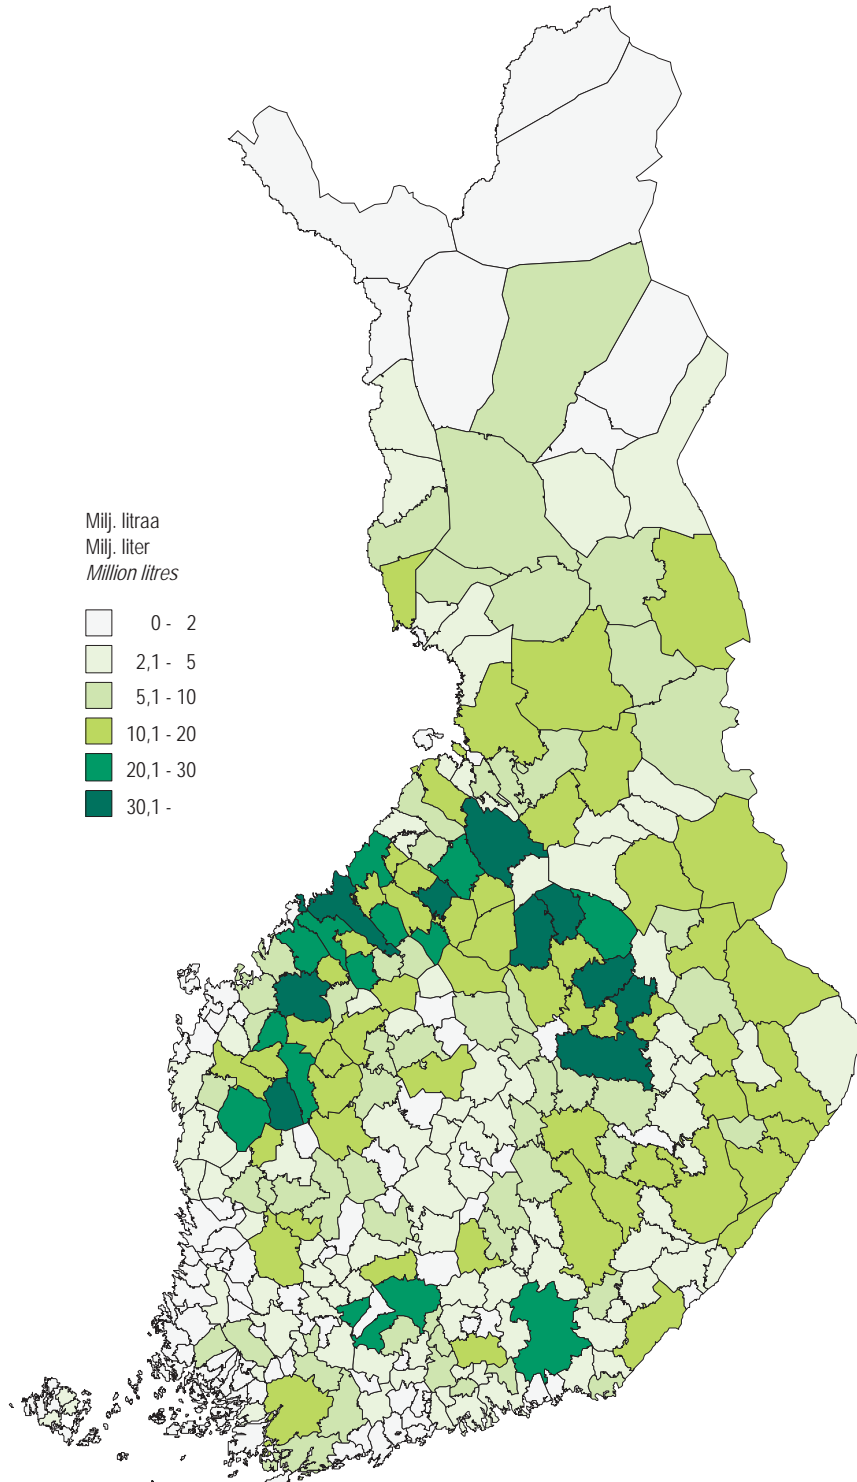 Milj. litraa
Milj. liter
Million litres
0 - 2
2,1 - 5
5,1 - 10
10,1 - 20
20,1 - 30
30,1 -